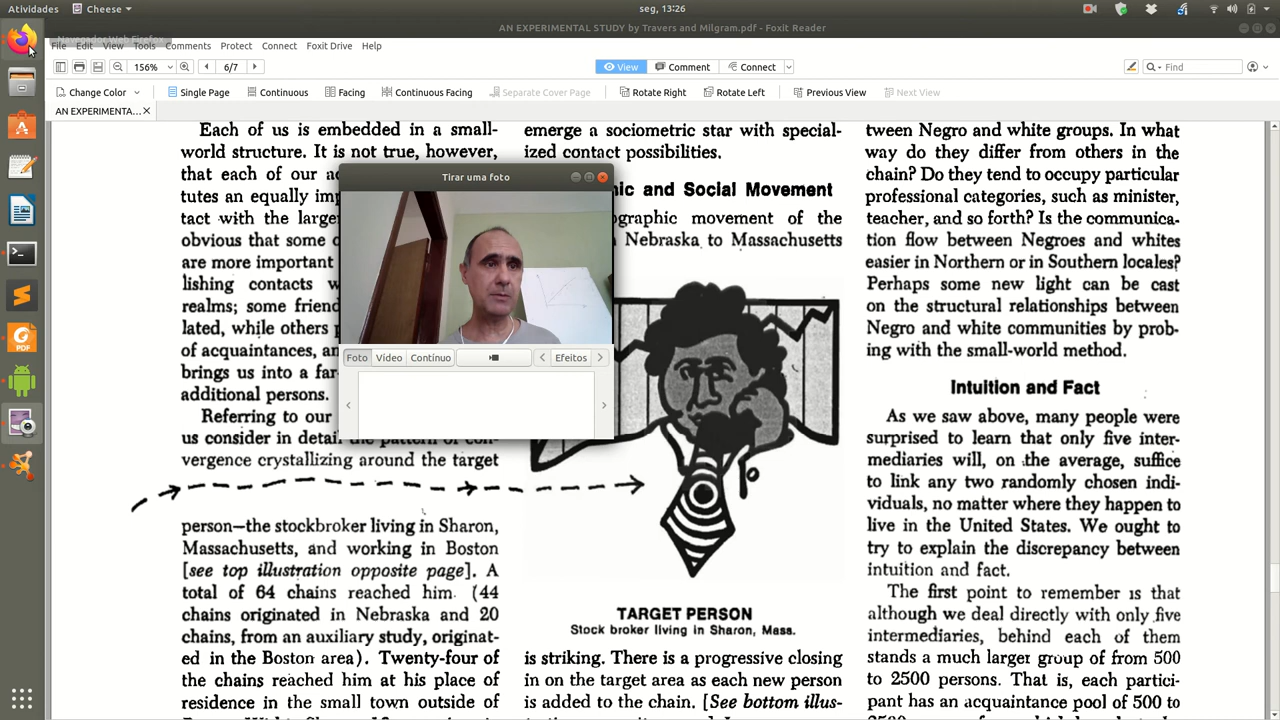 Atividades
Cheese
seg, 13:26
AN EXPERIMENTAL STUDY by Travers and Milgram.pdf - Foxit Reader
Navegador Web Firefox
File Edit View Tools Comments Protect Connect Foxit Drive Help
156% 6/7 View Comment Connect Find
Change Color Single Page Continuous Facing Continuous Facing Separate Cover Page Rotate Right Rotate Left Previous View Next View
AN EXPERIMENTA...
Each of us is embedded in a small-
world structure. It is not true, however,
that each of our ac
tutes an equally imp
tact with the larger
obvious that some o
are more important
lishing contacts w
realms; some friend
lated, while others p
of acquaintances, an
brings us into a far-
additional persons.
Referring to our
us consider in detail the pattern of con-
vergence crystallizing around the target
person—the stockbroker living in Sharon,
Massachusetts, and working in Boston
[see top illustration opposite page]. A
total of 64 chains reached him. (44
chains originated in Nebraska and 20
chains, from an auxiliary study, originat-
ed in the Boston area). Twenty-four of
the chains reached him at his place of
residence in the small town outside of
Tirar uma foto
Foto Vídeo Contínuo Efeitos
emerge a sociometric star with special-
ized contact possibilities.
ic and Social Movement
ographic movement of the
Nebraska to Massachusetts
TARGET PERSON
Stock broker living in Sharon, Mass.
is striking. There is a progressive closing
in on the target area as each new person
is added to the chain. [See bottom illus-
tween Negro and white groups. In what
way do they differ from others in the
chain? Do they tend to occupy particular
professional categories, such as minister,
teacher, and so forth? Is the communica-
tion flow between Negroes and whites
easier in Northern or in Southern locales?
Perhaps some new light can be cast
on the structural relationships between
Negro and white communities by prob-
ing with the small-world method.
Intuition and Fact
As we saw above, many people were
surprised to learn that only five inter-
mediaries will, on the average, suffice
to link any two randomly chosen indi-
viduals, no matter where they happen to
live in the United States. We ought to
try to explain the discrepancy between
intuition and fact.
The first point to remember is that
although we deal directly with only five
intermediaries, behind each of them
stands a much larger group of from 500
to 2500 persons. That is, each partici-
pant has an acquaintance pool of 500 to